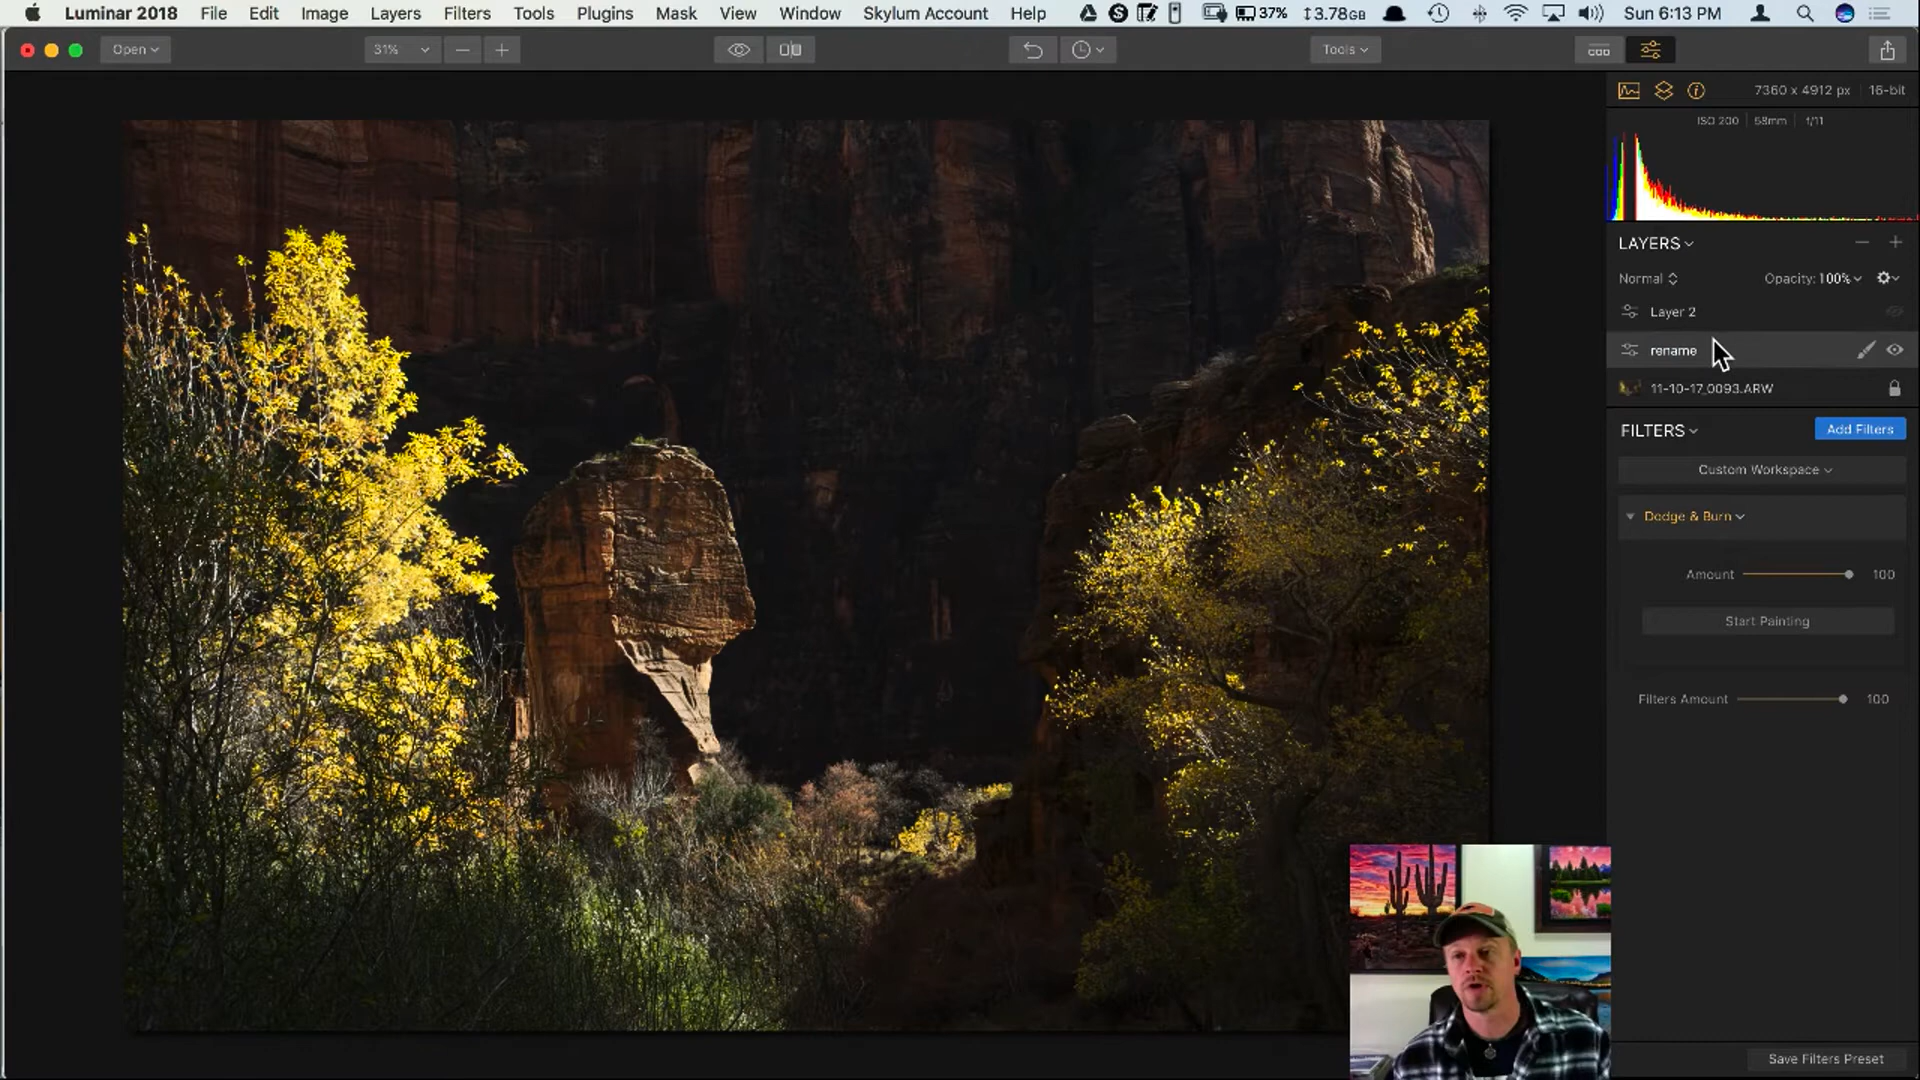 Luminar 2018 File Edit Image Layers Filters Tools Plugins Mask View Window Skylum Account Help 37% 3.78GB Sun 6:13 PM
Open 31% Tools
7360 x 4912 px 16-bit
ISO 200 58mm f/11
LAYERS
Normal Opacity: 100%
Layer 2
rename
11-10-17_0093.ARW
FILTERS Add Filters
Custom Workspace
Dodge & Burn
Amount 100
Start Painting
Filters Amount 100
Save Filters Preset